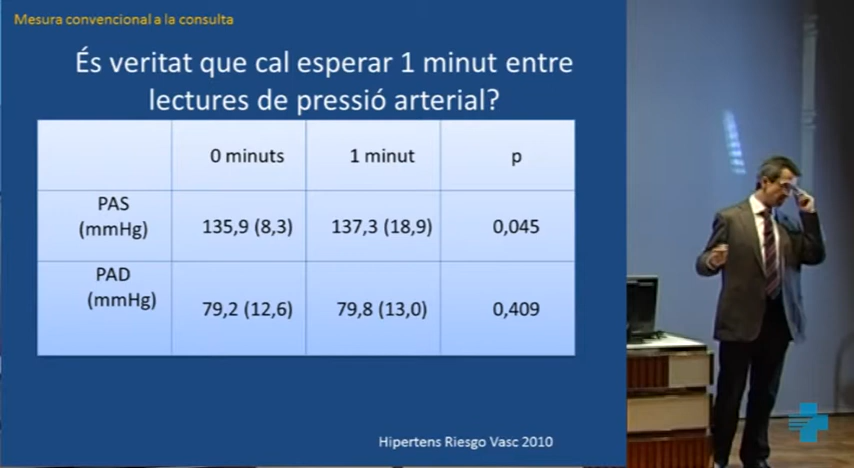 Mesura convencional a la consulta
És veritat que cal esperar 1 minut entre
lectures de pressió arterial?
0 minuts 1 minut p
PAS
(mmHg) 135,9 (8,3) 137,3 (18,9) 0,045
PAD
(mmHg) 79,2 (12,6) 79,8 (13,0) 0,409
Hipertens Riesgo Vasc 2010